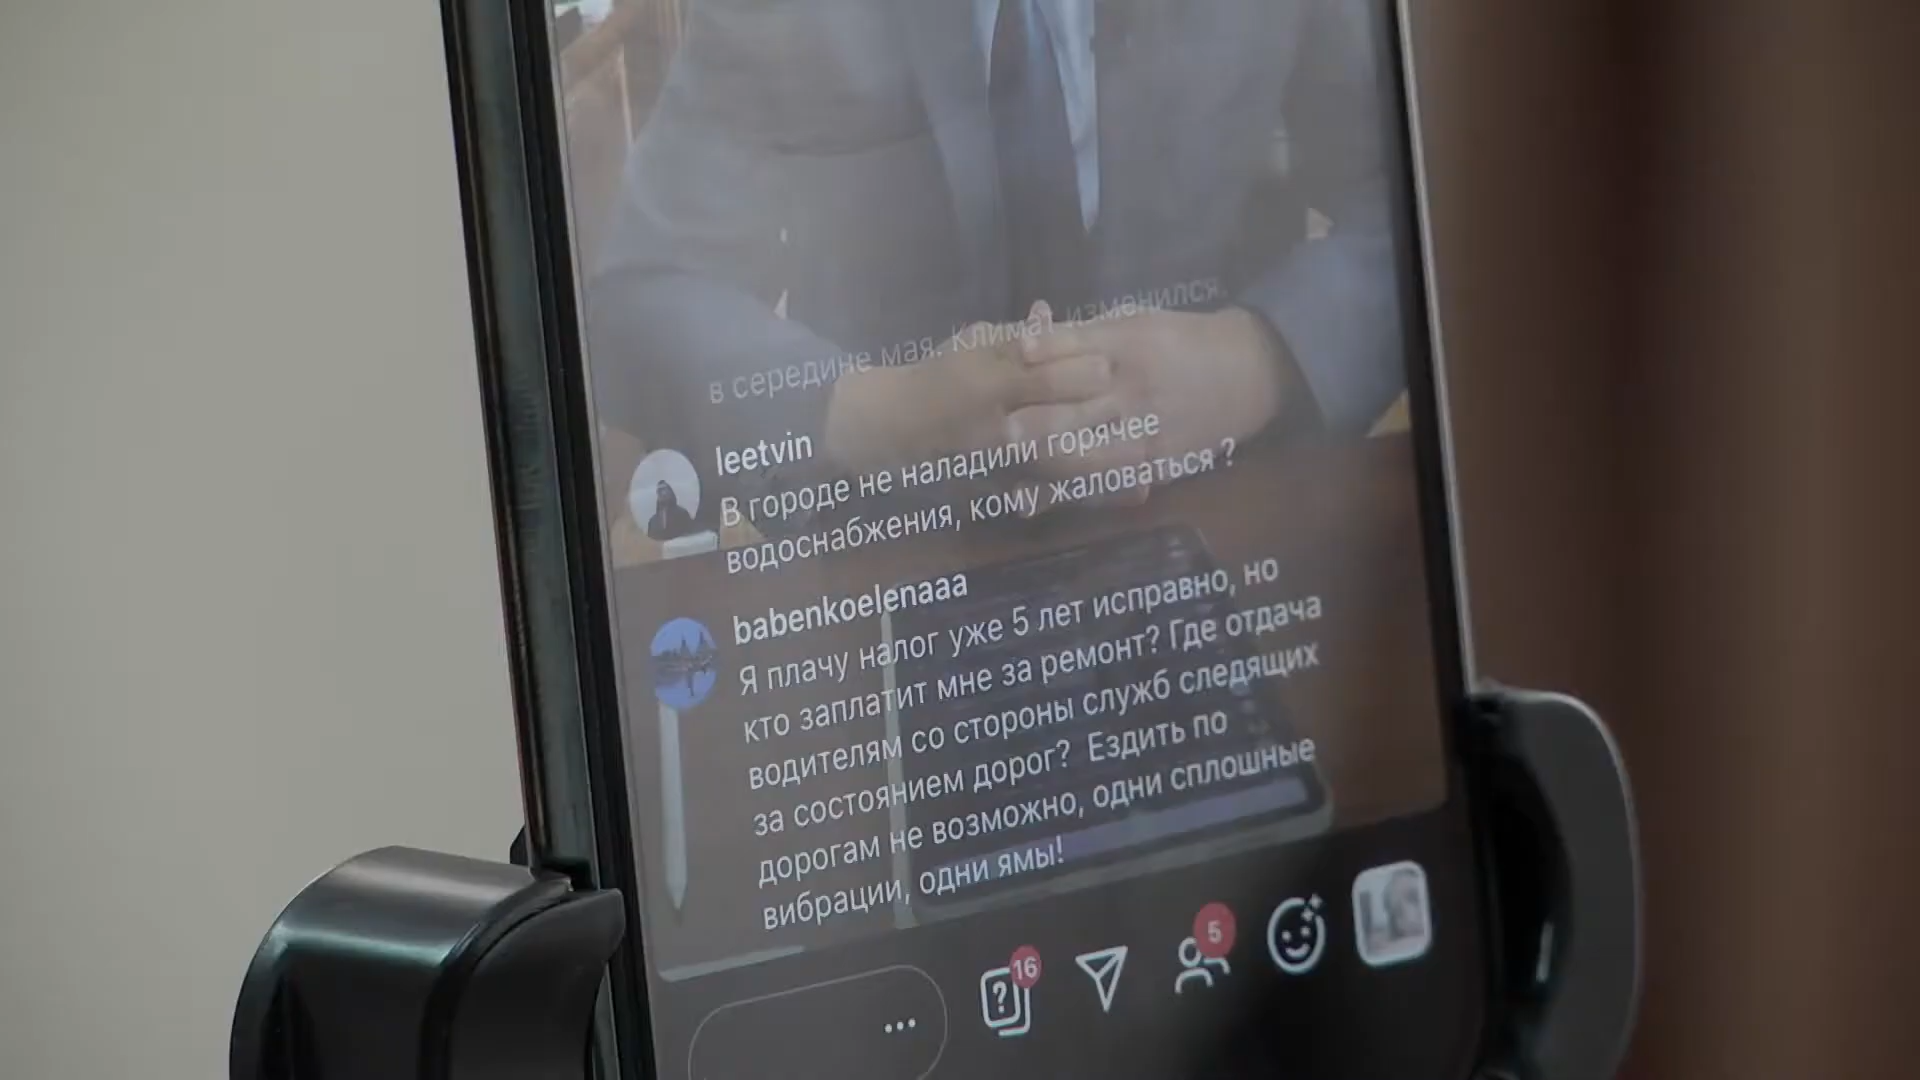 в середине мая. Климат изменился.
leetvin
В городе не наладили горячее
водоснабжения, кому жаловаться ?
babenkoelenaaa
Я плачу налог уже 5 лет исправно, но
кто заплатит мне за ремонт? Где отдача
водителям со стороны служб следящих
за состоянием дорог? Ездить по
дорогам не возможно, одни сплошные
вибрации, одни ямы!
16
5